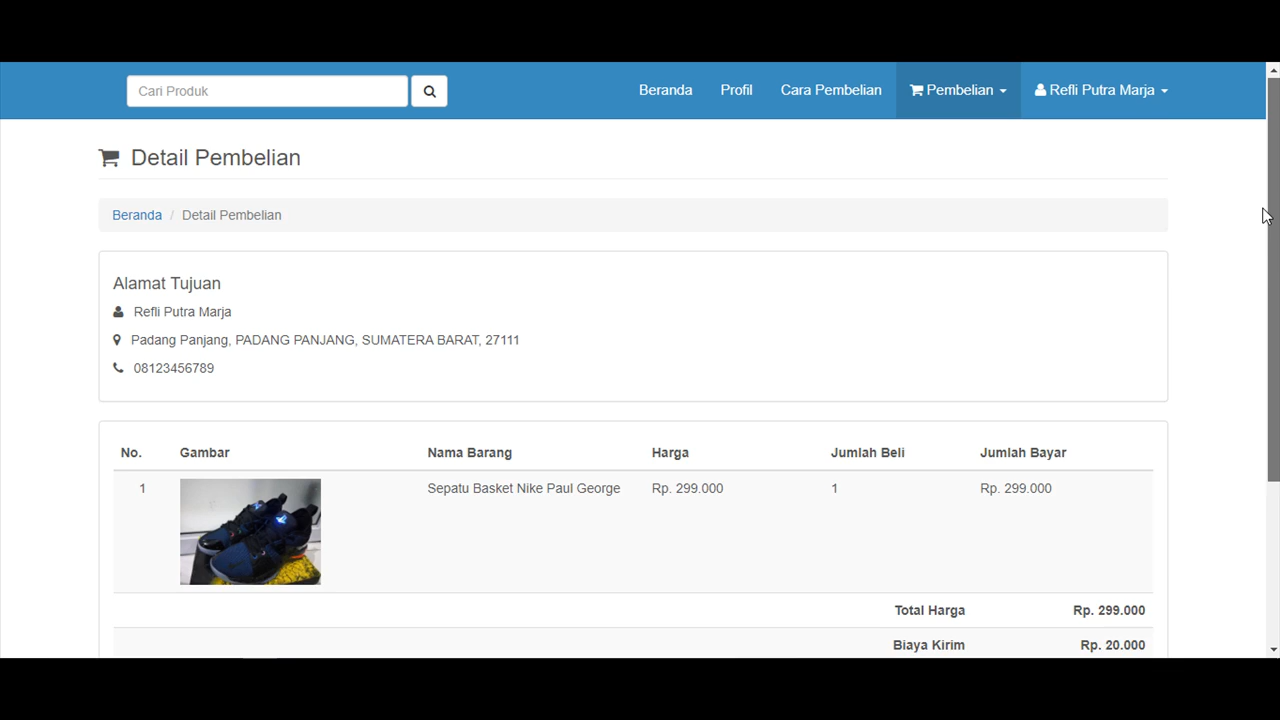 Cari Produk
Beranda Profil Cara Pembelian Pembelian Refli Putra Marja
Detail Pembelian
Beranda / Detail Pembelian
Alamat Tujuan
Refli Putra Marja
Padang Panjang, PADANG PANJANG, SUMATERA BARAT, 27111
08123456789
No. Gambar Nama Barang Harga Jumlah Beli Jumlah Bayar
1 Sepatu Basket Nike Paul George Rp. 299.000 1 Rp. 299.000
Total Harga Rp. 299.000
Biaya Kirim Rp. 20.000